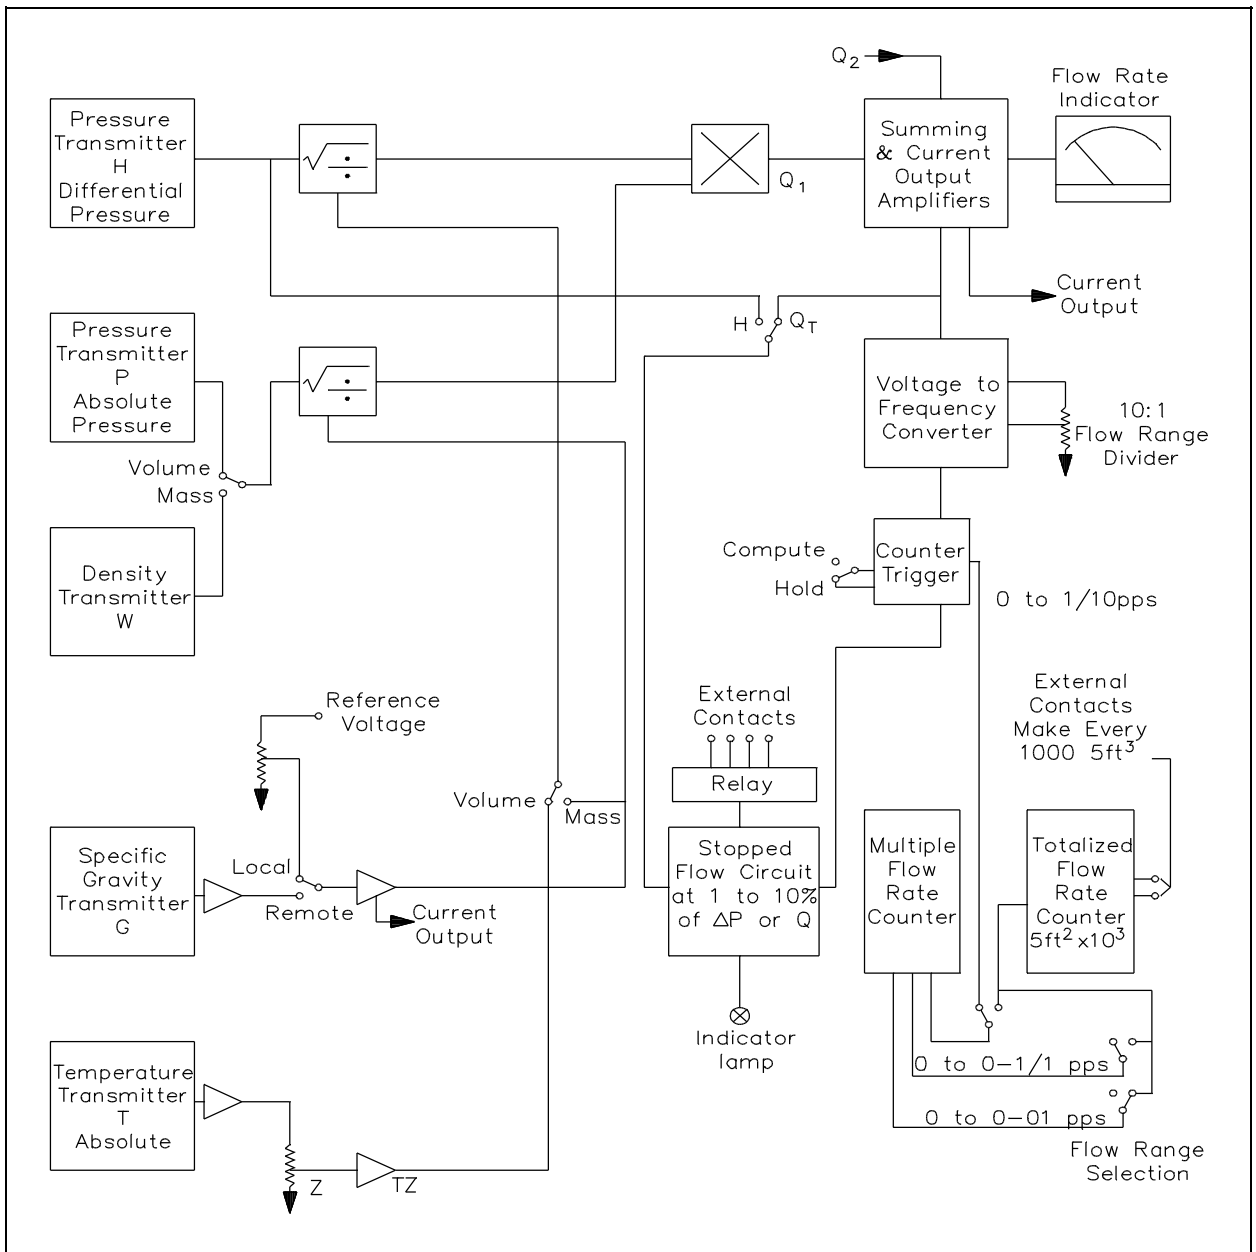 Q2
Flow Rate
Indicator
Pressure
Transmitter
H
Differential
Pressure
√ ÷
Q1
Summing
& Current
Output
Amplifiers
Current
Output
H
QT
Pressure
Transmitter
P
Absolute
Pressure
√ ÷
Voltage to
Frequency
Converter
10:1
Flow Range
Divider
Volume
Mass
Density
Transmitter
W
Compute
Hold
Counter
Trigger
0 to 1/10pps
Reference
Voltage
External
Contacts
External
Contacts
Make Every
1000 5ft³
Relay
Volume
Mass
Specific
Gravity
Transmitter
G
Local
Remote
Current
Output
Stopped
Flow Circuit
at 1 to 10%
of △P or Q
Multiple
Flow
Rate
Counter
Totalized
Flow
Rate
Counter
5ft²x10³
Indicator
lamp
0 to 0-1/1 pps
0 to 0-01 pps
Flow Range
Selection
Temperature
Transmitter
T
Absolute
Z
TZ